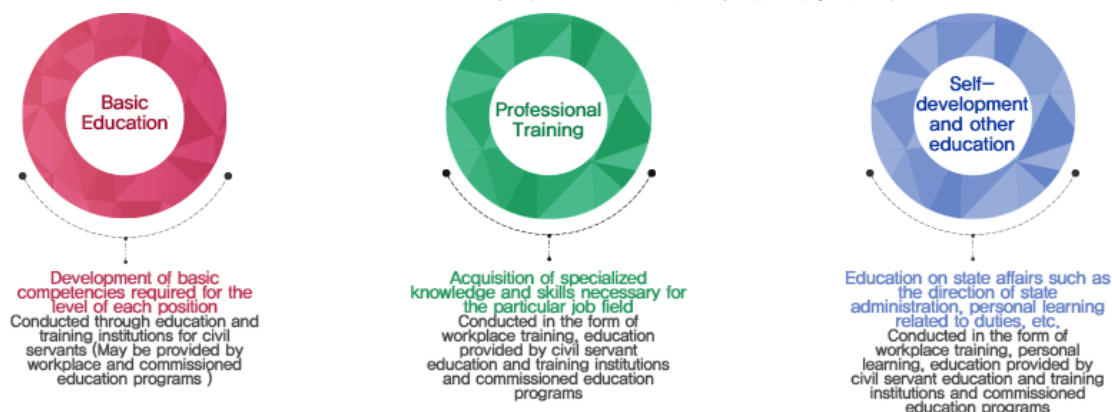 Basic
Education
Development of basic
competencies required for the
level of each position
Conducted through education and
training institutions for civil
servants (May be provided by
workplace and commissioned
education programs )
Professional
Training
Acquisition of specialized
knowledge and skills necessary for
the particular job field
Conducted in the form of
workplace training, education
provided by civil servant
education and training institutions
and commissioned education
programs
Self-
development
and other
education
Education on state affairs such as
the direction of state
administration, personal learning
related to duties, etc.
Conducted in the form of
workplace training, personal
learning, education provided by
civil servant education and training
institutions and commissioned
education programs